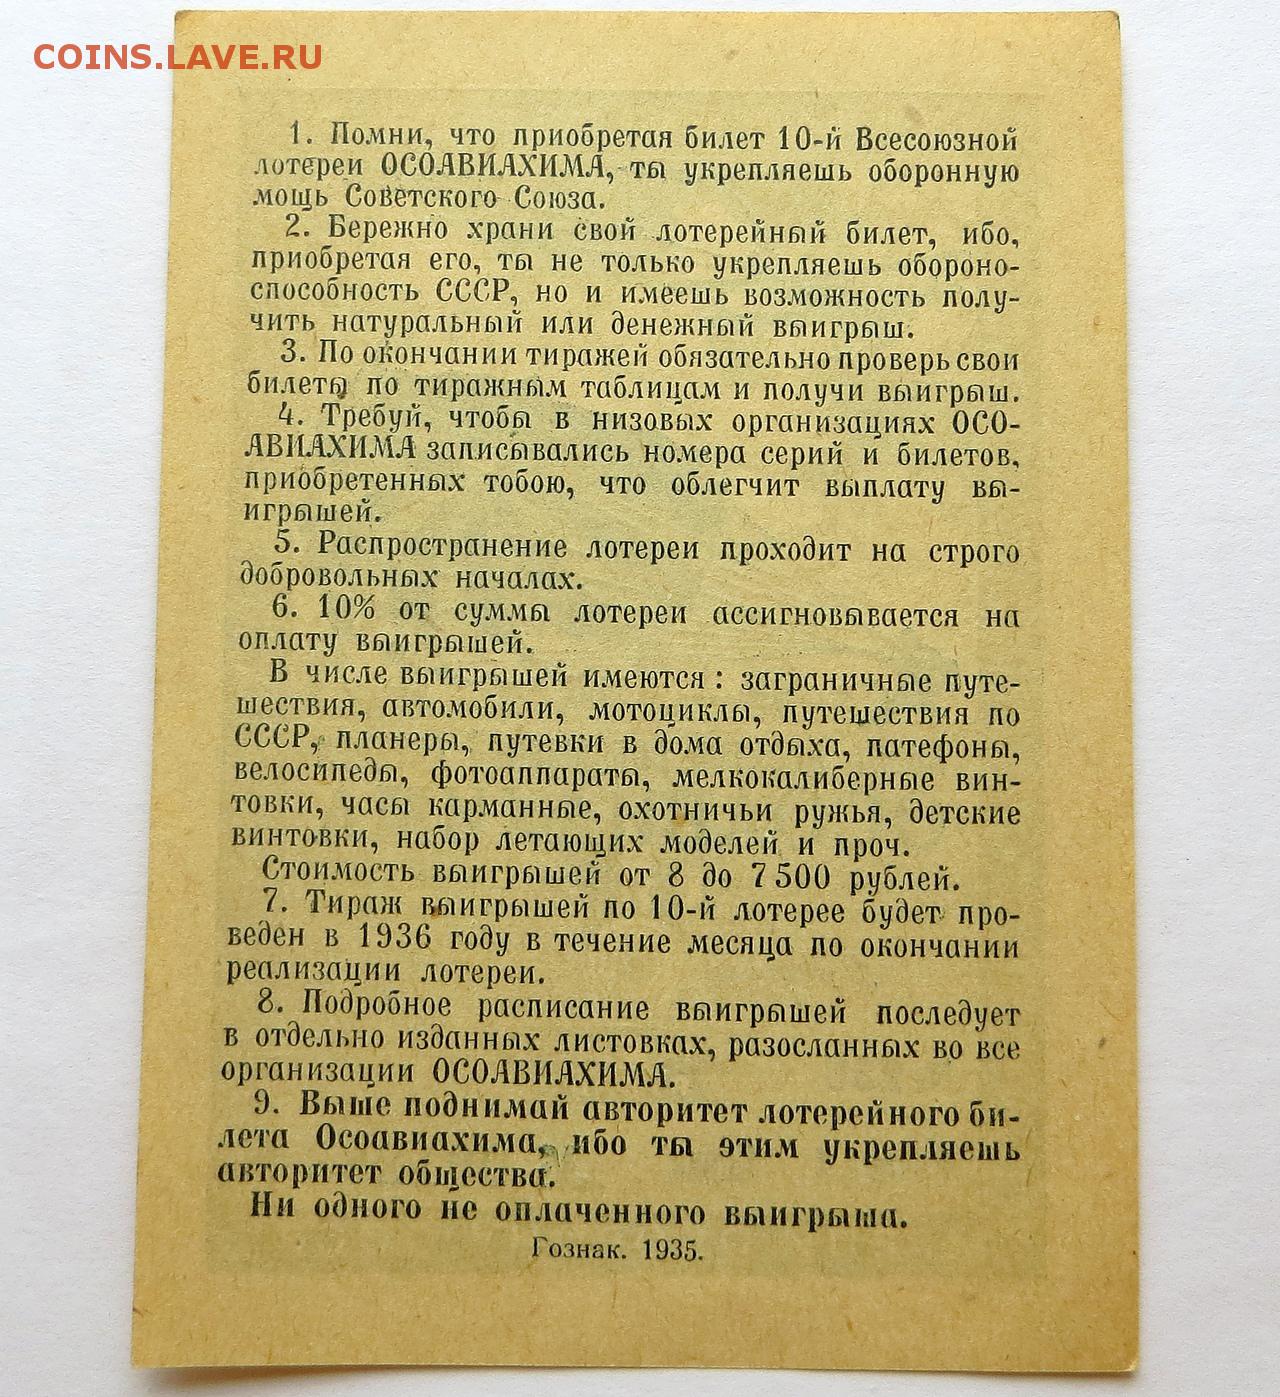 COINS.LAVE.RU
1. Помни, что приобретая билет 10-й Всесоюзной
лотереи ОСОАВИАХИМА, ты укрепляешь оборонную
мощь Советского Союза.
2. Бережно храни свой лотерейный билет, ибо,
приобретая его, ты не только укрепляешь обороно-
способность СССР, но и имеешь возможность полу-
чить натуральный или денежный выигрыш.
3. По окончании тиражей обязательно проверь свои
билеты по тиражным таблицам и получи выигрыш.
4. Требуй, чтобы в низовых организациях ОСО-
АВИАХИМА записывались номера серий и билетов,
приобретенных тобою, что облегчит выплату вы-
игрышей.
5. Распространение лотереи проходит на строго
добровольных началах.
6. 10% от суммы лотереи ассигновывается на
оплату выигрышей.
В числе выигрышей имеются: заграничные путе-
шествия, автомобили, мотоциклы, путешествия по
СССР, планеры, путевки в дома отдыха, патефоны,
велосипеды, фотоаппараты, мелкокалиберные вин-
товки, часы карманные, охотничьи ружья, детские
винтовки, набор летающих моделей и проч.
Стоимость выигрышей от 8 до 7500 рублей.
7. Тираж выигрышей по 10-й лотерее будет про-
веден в 1936 году в течение месяца по окончании
реализации лотереи.
8. Подробное расписание выигрышей последует
в отдельно изданных листовках, разосланных во все
организации ОСОАВИАХИМА.
9. Выше поднимай авторитет лотерейного би-
лета Осоавиахима, ибо ты этим укрепляешь
авторитет общества.
Ни одного не оплаченного выигрыша.
Гознак. 1935.